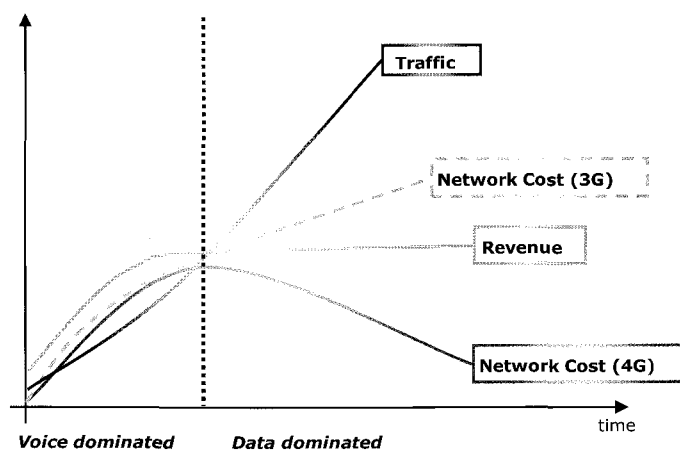 Traffic
Network Cost (3G)
Revenue
Network Cost (4G)
time
Voice dominated
Data dominated